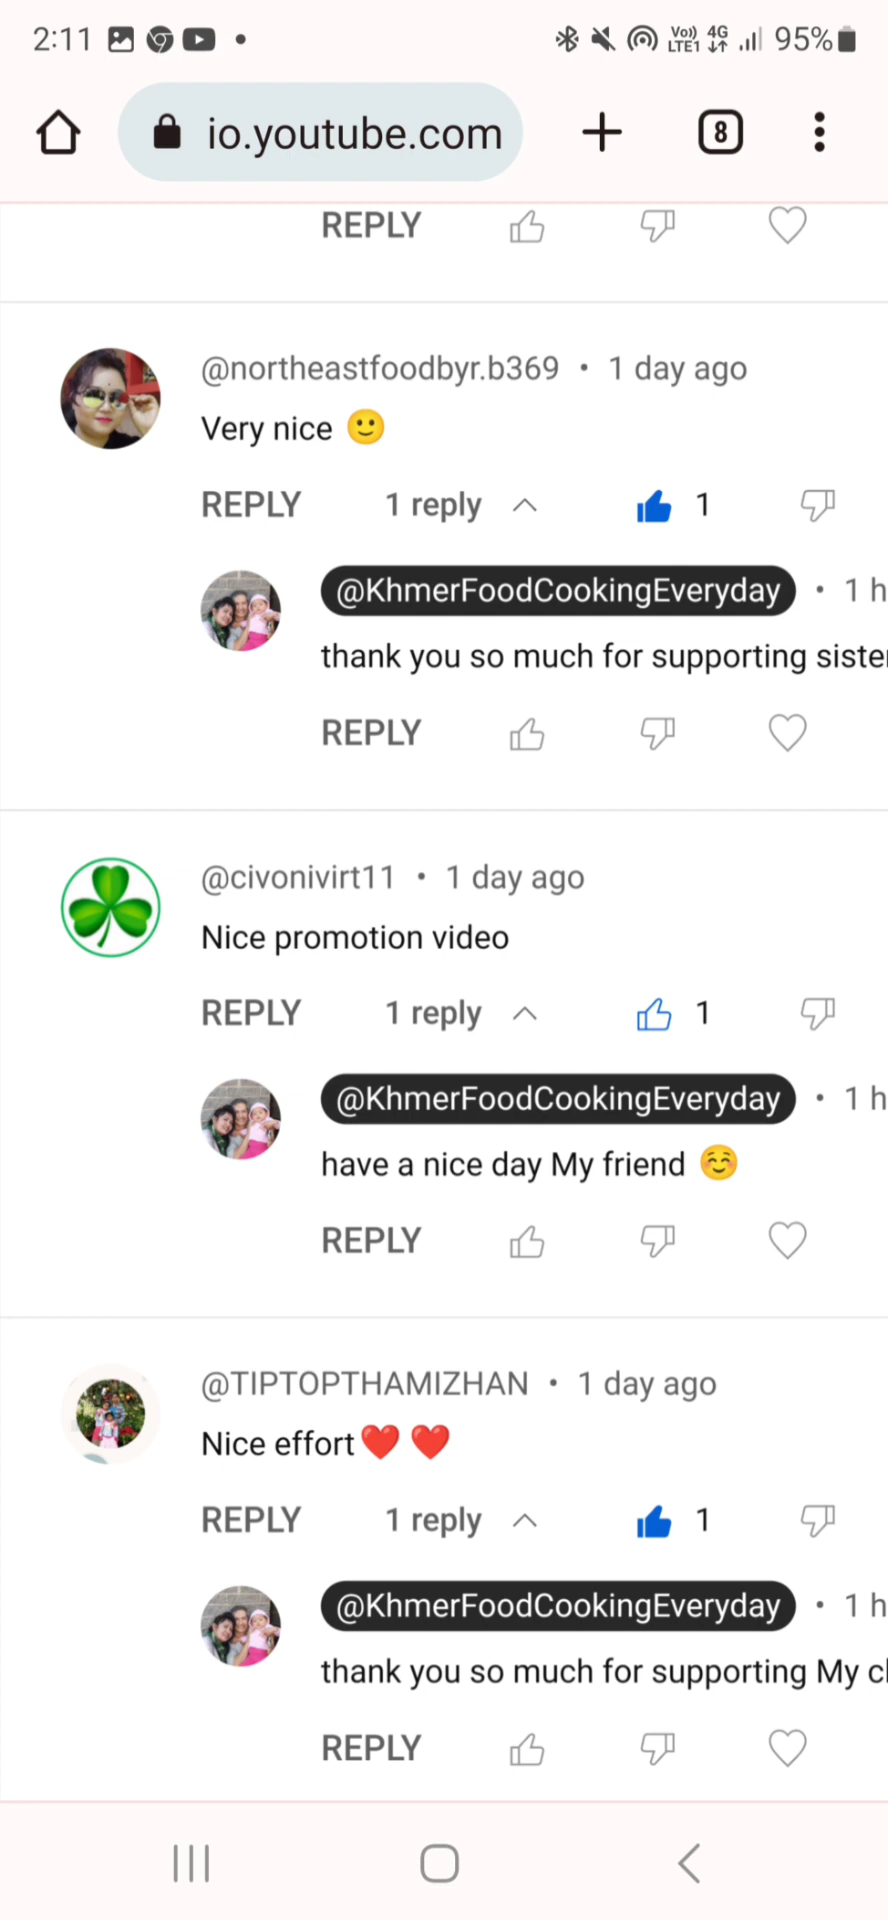 2:11 Vo)) LTE1 4G 95%
io.youtube.com 8
REPLY
@northeastfoodbyr.b369 • 1 day ago
Very nice 🙂
REPLY 1 reply 1
@KhmerFoodCookingEveryday • 1 h
thank you so much for supporting
REPLY
@civonivirt11 • 1 day ago
Nice promotion video
REPLY 1 reply 1
@KhmerFoodCookingEveryday • 1 h
have a nice day My friend ☺️
REPLY
@TIPTOPTHAMIZHAN • 1 day ago
Nice effort❤️ ❤️
REPLY 1 reply 1
@KhmerFoodCookingEveryday • 1 h
thank you so much for supporting My
REPLY